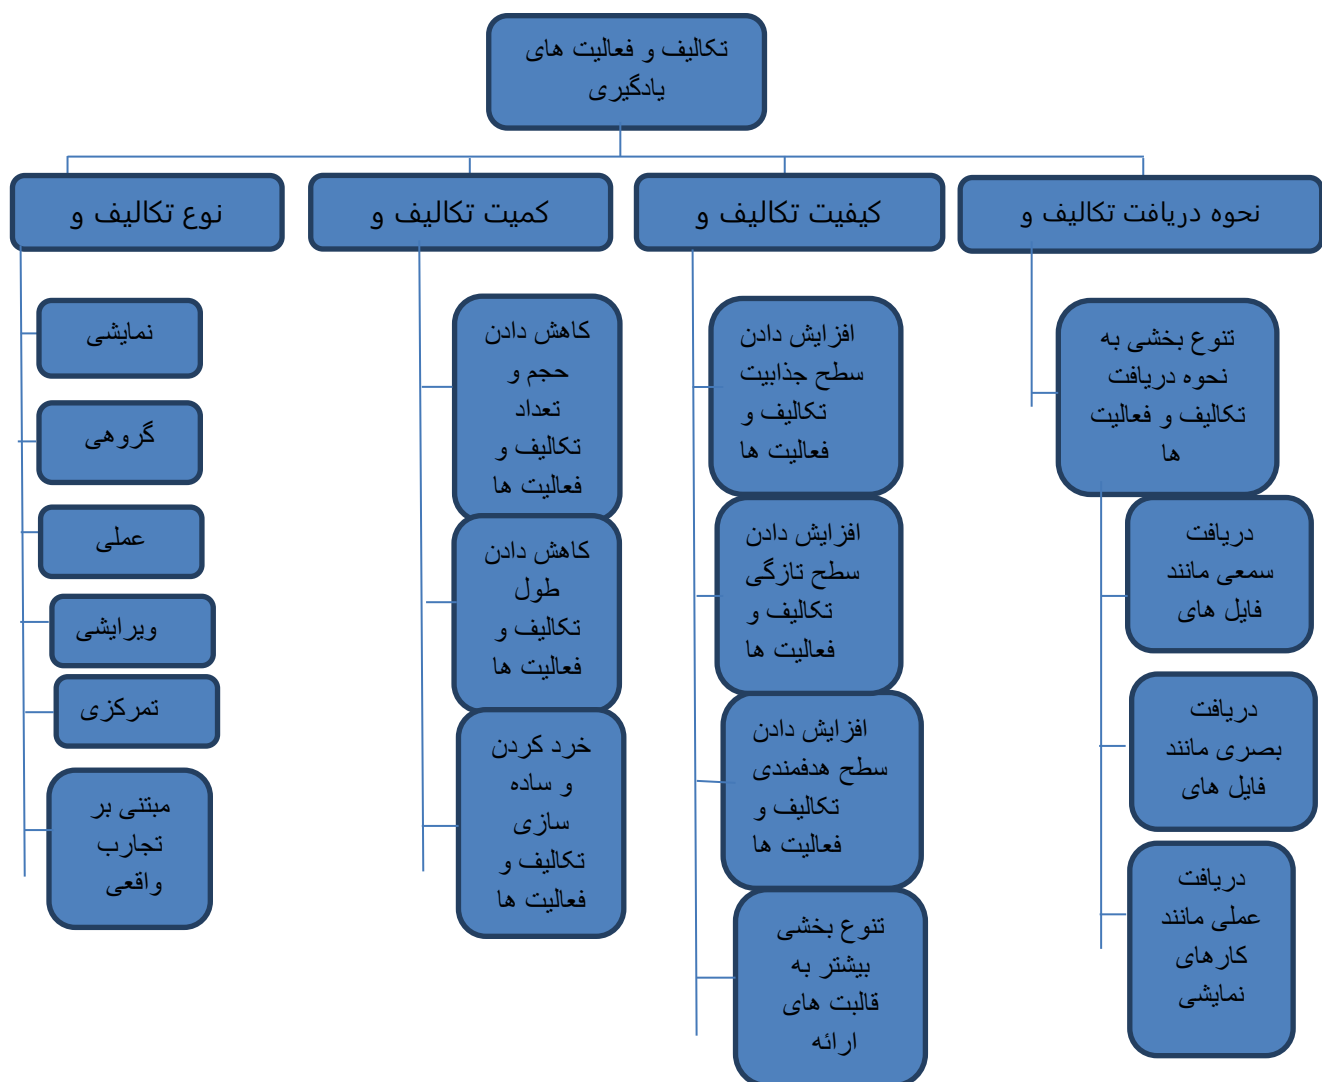 تکالیف و فعالیت های
یادگیری
نحوه دریافت تکالیف و
کیفیت تکالیف و
کمیت تکالیف و
نوع تکالیف و
تنوع بخشی به
نحوه دریافت
تکالیف و فعالیت
ها
دریافت
سمعی مانند
فایل های
دریافت
بصری مانند
فایل های
دریافت
عملی مانند
کارهای
نمایشی
افزایش دادن
سطح جذابیت
تکالیف و
فعالیت ها
افزایش دادن
سطح تازگی
تکالیف و
فعالیت ها
افزایش دادن
سطح هدفمندی
تکالیف و
فعالیت ها
تنوع بخشی
بیشتر به
قالبت های
ارائه
کاهش دادن
حجم و
تعداد
تکالیف و
فعالیت ها
کاهش دادن
طول
تکالیف و
فعالیت ها
خرد کردن
و ساده
سازی
تکالیف و
فعالیت ها
نمایشی
گروهی
عملی
ویرایشی
تمرکزی
مبتنی بر
تجارب
واقعی